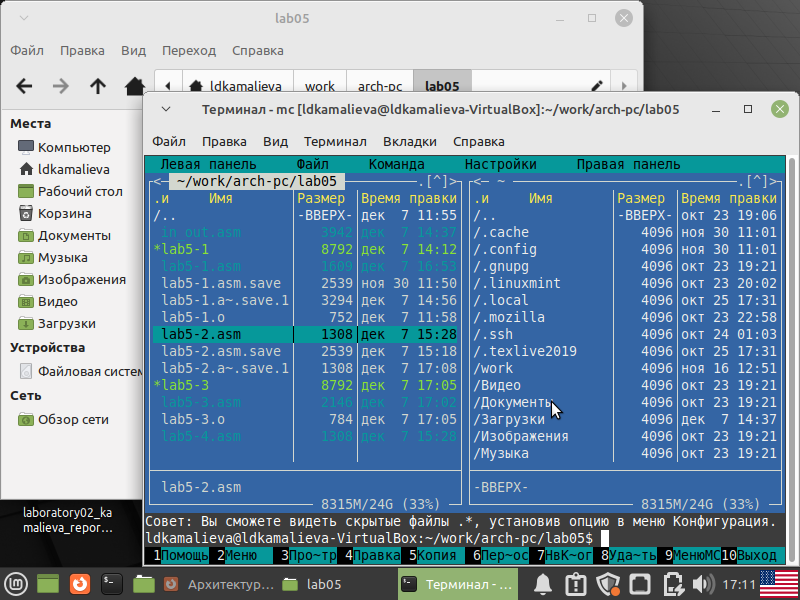 lab05
Файл Правка Вид Переход Справка
ldkamalieva work arch-pc lab05
Места
Компьютер
ldkamalieva
Рабочий стол
Корзина
Документы
Музыка
Изображения
Видео
Загрузки
Устройства
Файловая систем
Сеть
Обзор сети
laboratory02_ka
malieva_repor...
Терминал - mc [ldkamalieva@ldkamalieva-VirtualBox]:~/work/arch-pc/lab05
Файл Правка Вид Терминал Вкладки Справка
Левая панель Файл Команда Настройки Правая панель
<─ ~/work/arch-pc/lab05 ─.[^]>
.и Имя Размер Время правки
/.. -ВВЕРХ- дек 7 11:55
in_out.asm 3942 дек 7 14:37
*lab5-1 8792 дек 7 14:12
lab5-1.asm 1609 дек 7 16:53
lab5-1.asm.save 2539 ноя 30 11:50
lab5-1.a~.save.1 3294 дек 7 14:56
lab5-1.o 752 дек 7 11:58
lab5-2.asm 1308 дек 7 15:28
lab5-2.asm.save 2539 дек 7 15:18
lab5-2.a~.save.1 1308 дек 7 17:08
*lab5-3 8792 дек 7 17:05
lab5-3.asm 2146 дек 7 17:02
lab5-3.o 784 дек 7 17:05
lab5-4.asm 1308 дек 7 15:28
lab5-2.asm
8315M/24G (33%)
<─ ~ ─.[^]>
.и Имя Размер Время правки
/.. -ВВЕРХ- окт 23 19:06
/.cache 4096 ноя 30 11:01
/.config 4096 ноя 30 11:01
/.gnupg 4096 окт 23 19:21
/.linuxmint 4096 окт 23 20:02
/.local 4096 окт 25 17:31
/.mozilla 4096 окт 23 22:58
/.ssh 4096 окт 24 01:03
/.texlive2019 4096 окт 25 17:31
/work 4096 ноя 16 12:51
/Видео 4096 окт 23 19:21
/Документы 4096 окт 23 19:21
/Загрузки 4096 дек 7 14:37
/Изображения 4096 окт 23 19:21
/Музыка 4096 окт 23 19:21
-ВВЕРХ-
8315M/24G (33%)
Совет: Вы сможете видеть скрытые файлы .*, установив опцию в меню Конфигурация.
ldkamalieva@ldkamalieva-VirtualBox:~/work/arch-pc/lab05$
1Помощь 2Меню 3Про~тр 4Правка 5Копия 6Пер~ос 7НвК~ог 8Уда~ть 9МенюMC 10Выход
Архитектур... lab05 Терминал - ... 17:11